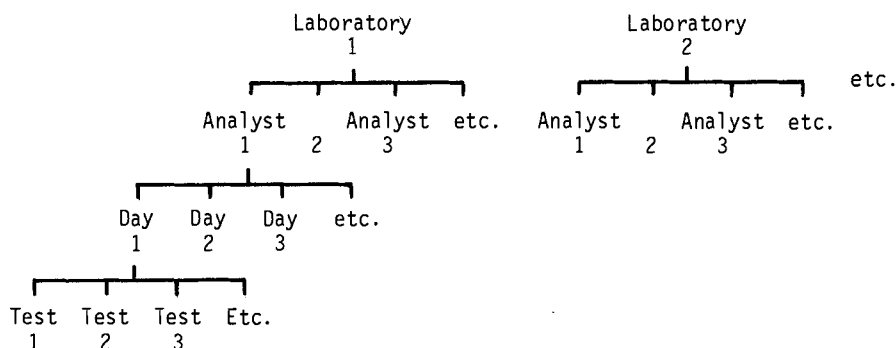 Laboratory Laboratory
1 2
etc.
Analyst Analyst etc. Analyst Analyst etc.
1 2 3 1 2 3
Day Day Day etc.
1 2 3
Test Test Test Etc.
1 2 3